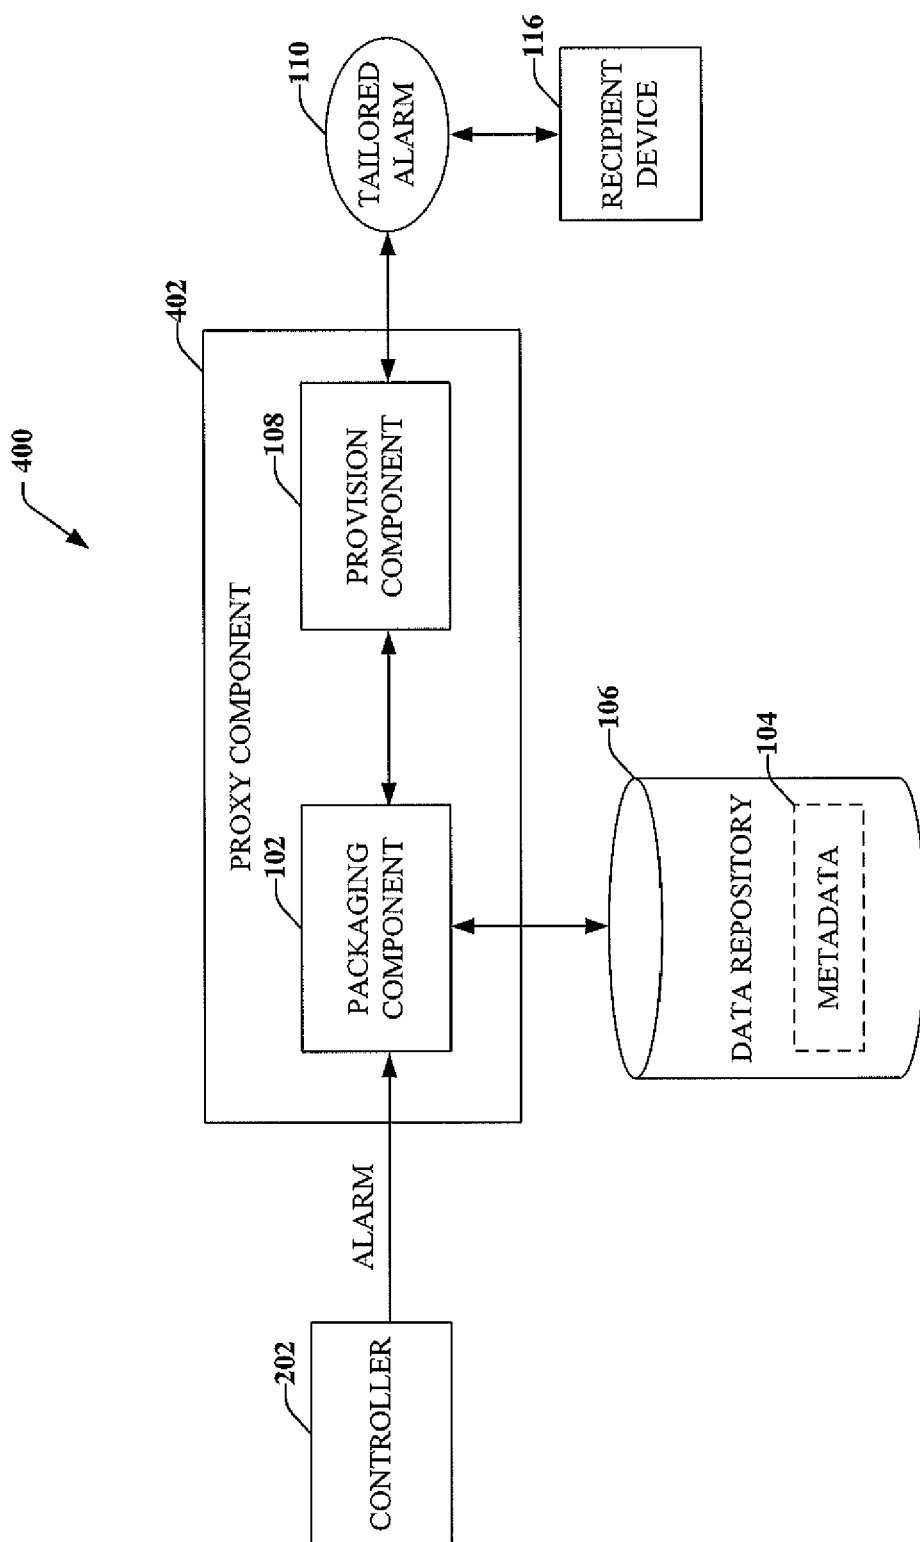 400
402
PROXY COMPONENT
202
CONTROLLER
ALARM
102
PACKAGING
COMPONENT
108
PROVISION
COMPONENT
110
TAILORED
ALARM
106
DATA REPOSITORY
104
METADATA
116
RECIPIENT
DEVICE